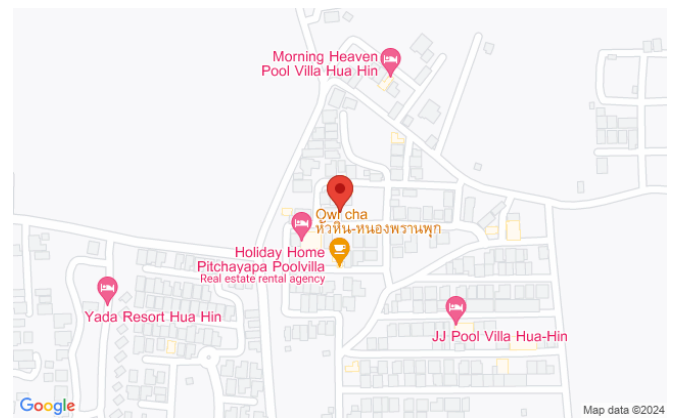 Morning Heaven
Pool Villa Hua Hin
Owl cha
หัวหิน-หนองพรานพุก
Holiday Home
Pitchayapa Poolvilla
Real estate rental agency
Yada Resort Hua Hin
JJ Pool Villa Hua-Hin
Google
Map data ©2024